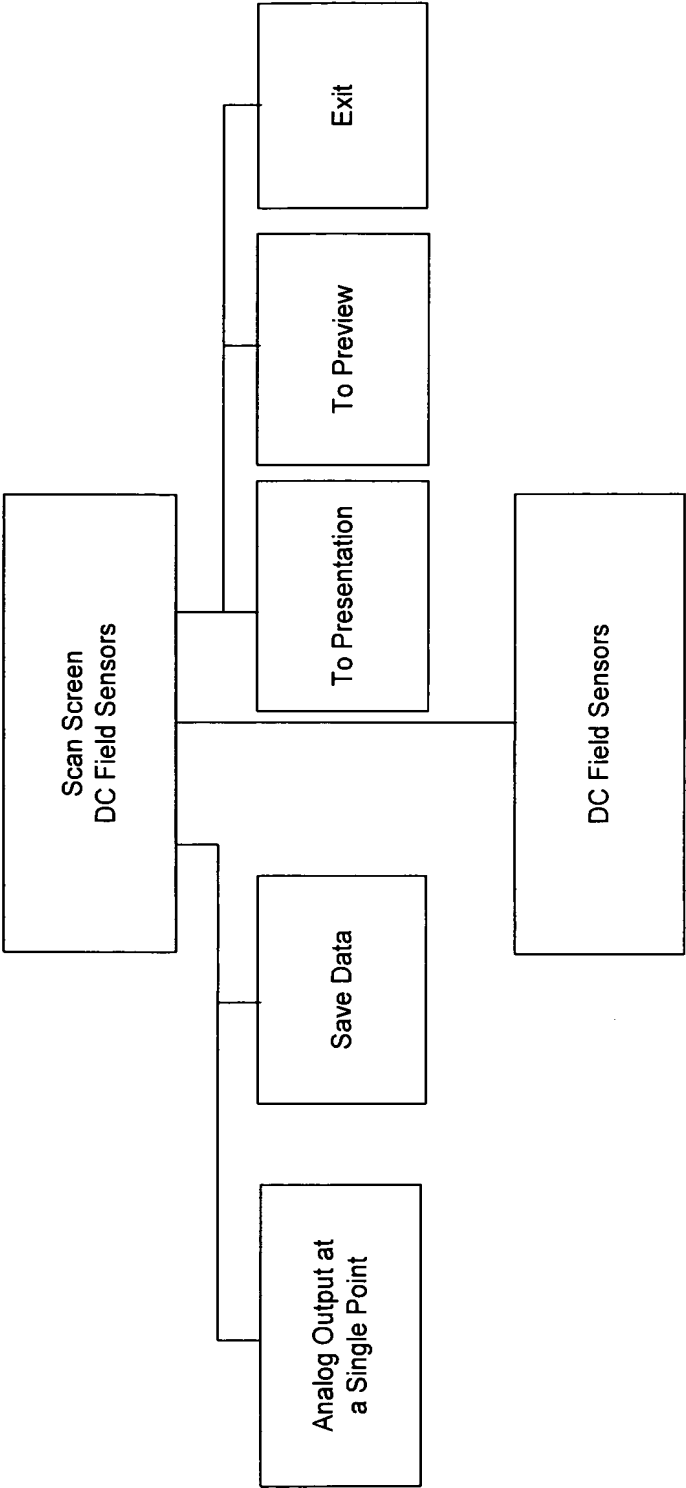 Scan Screen
DC Field Sensors
Analog Output at
a Single Point
Save Data
To Presentation
To Preview
Exit
DC Field Sensors